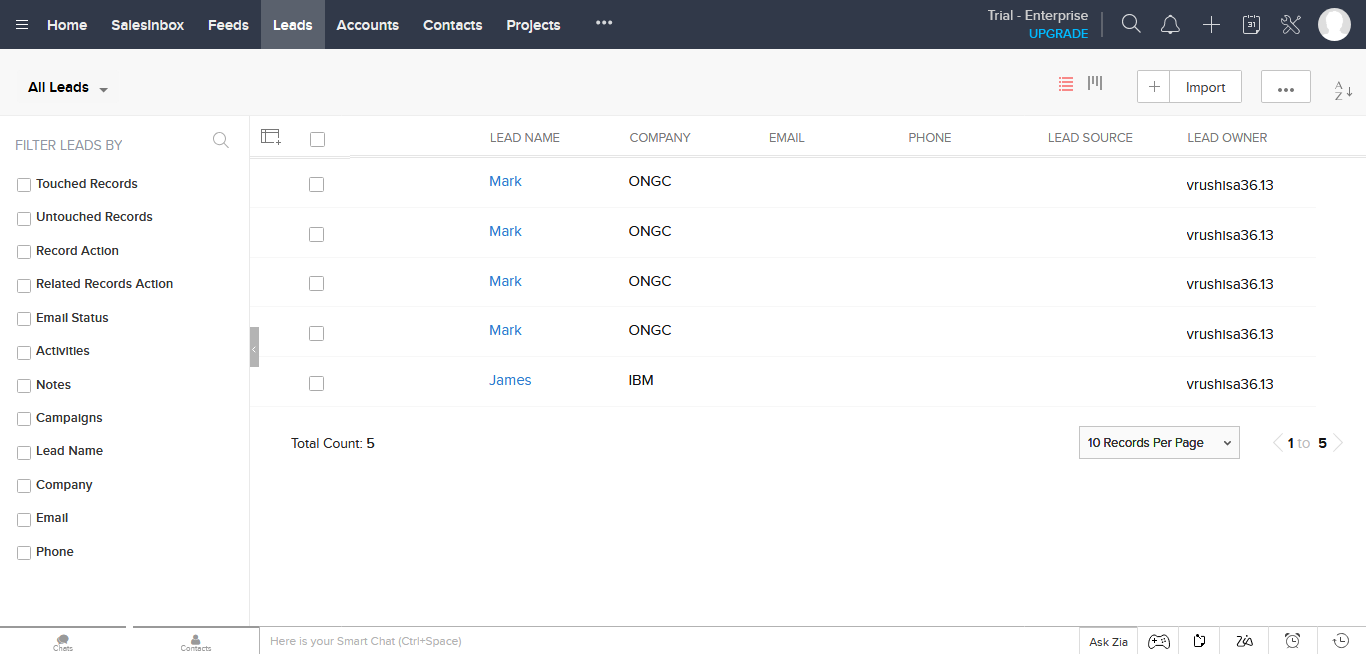 Home SalesInbox Feeds Leads Accounts Contacts Projects ••• Trial - Enterprise
UPGRADE
31
All Leads
+ Import ••• A Z
FILTER LEADS BY
LEAD NAME COMPANY EMAIL PHONE LEAD SOURCE LEAD OWNER
Touched Records
Untouched Records
Record Action
Related Records Action
Email Status
Activities
Notes
Campaigns
Lead Name
Company
Email
Phone
Mark ONGC vrushisa36.13
Mark ONGC vrushisa36.13
Mark ONGC vrushisa36.13
Mark ONGC vrushisa36.13
James IBM vrushisa36.13
Total Count: 5 10 Records Per Page 1 to 5
Chats Contacts Here is your Smart Chat (Ctrl+Space) Ask Zia